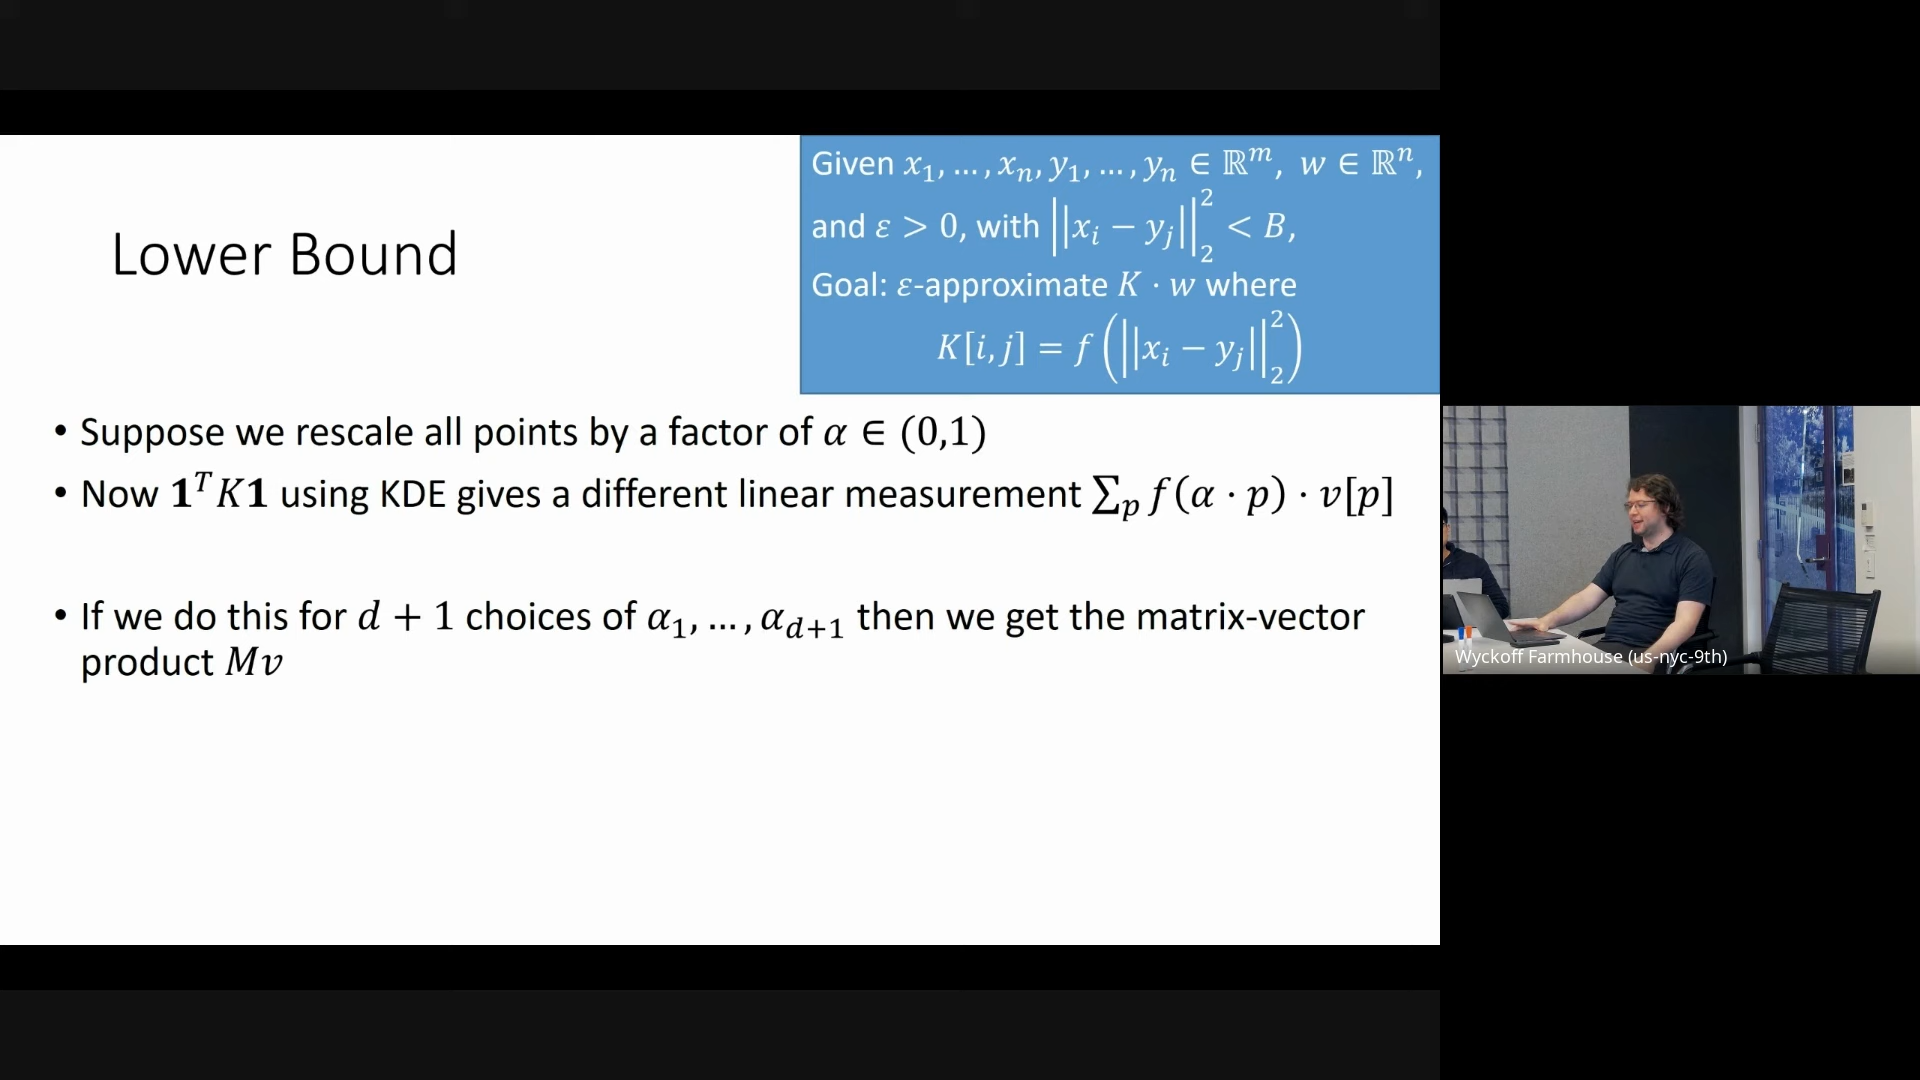 Given x₁, …, xₙ, y₁, …, yₙ ∈ ℝᵐ, w ∈ ℝⁿ,
and ε > 0, with ||xᵢ − yⱼ||₂² < B,
Goal: ε-approximate K · w where
K[i, j] = f(||xᵢ − yⱼ||₂²)
Lower Bound
• Suppose we rescale all points by a factor of α ∈ (0,1)
• Now 𝟏ᵀK𝟏 using KDE gives a different linear measurement ∑ₚ f(α · p) · v[p]
• If we do this for d + 1 choices of α₁, …, α_{d+1} then we get the matrix-vector
product Mv
Wyckoff Farmhouse (us-nyc-9th)